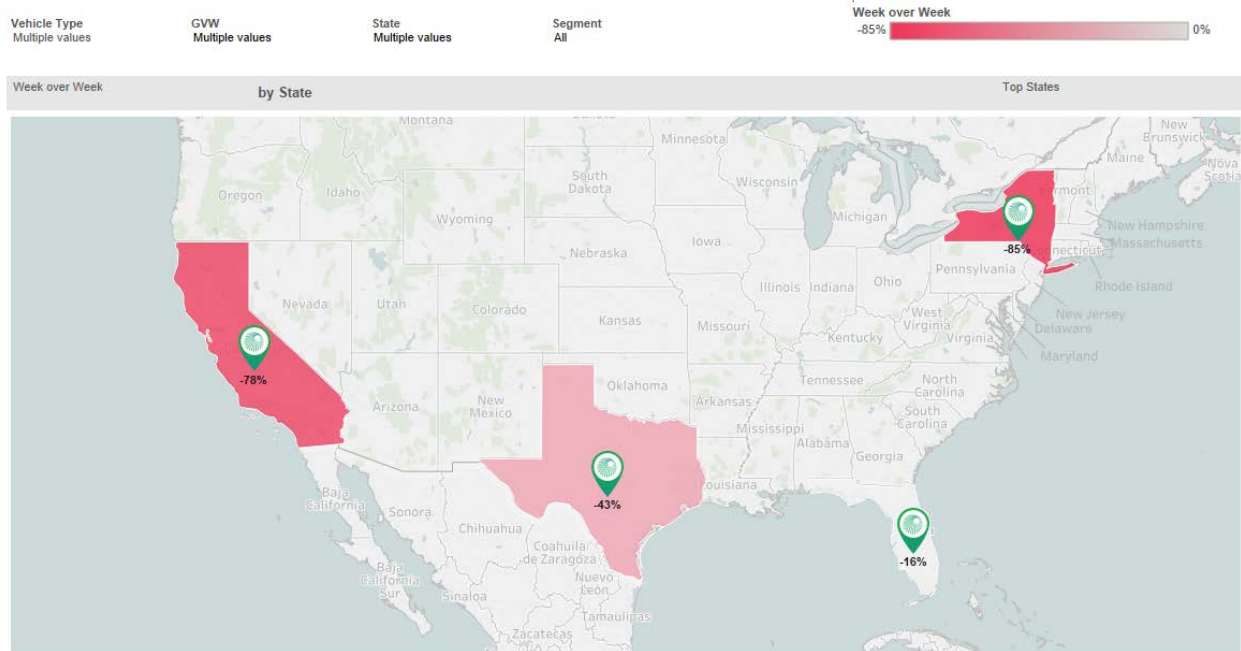 Vehicle Type
Multiple values
GVW
Multiple values
State
Multiple values
Segment
All
Week over Week
-85%
0%
Week over Week
by State
Top States
Montana
Minnesota
New
Brunswick
Maine
Nova
Scotia
Oregon
Idaho
South
Dakota
Wisconsin
Vermont
Wyoming
Michigan
New Hampshire
Massachusetts
-85%
Connecticut
Iowa
Nebraska
Pennsylvania
Rhode Island
Nevada
Utah
Colorado
Illinois
Indiana
Ohio
New Jersey
Delaware
Kansas
Missouri
West
Virginia
Virginia
Kentucky
Maryland
-78%
Oklahoma
Tennessee
North
Carolina
Arizona
New
Mexico
Arkansas
South
Carolina
Mississippi
Alabama
Georgia
Louisiana
-43%
Baja
California
Sonora
Chihuahua
-16%
Coahuila
de Zaragoza
Baja
California
Sur
Nuevo
León
Sinaloa
Tamaulipas
Zacatecas